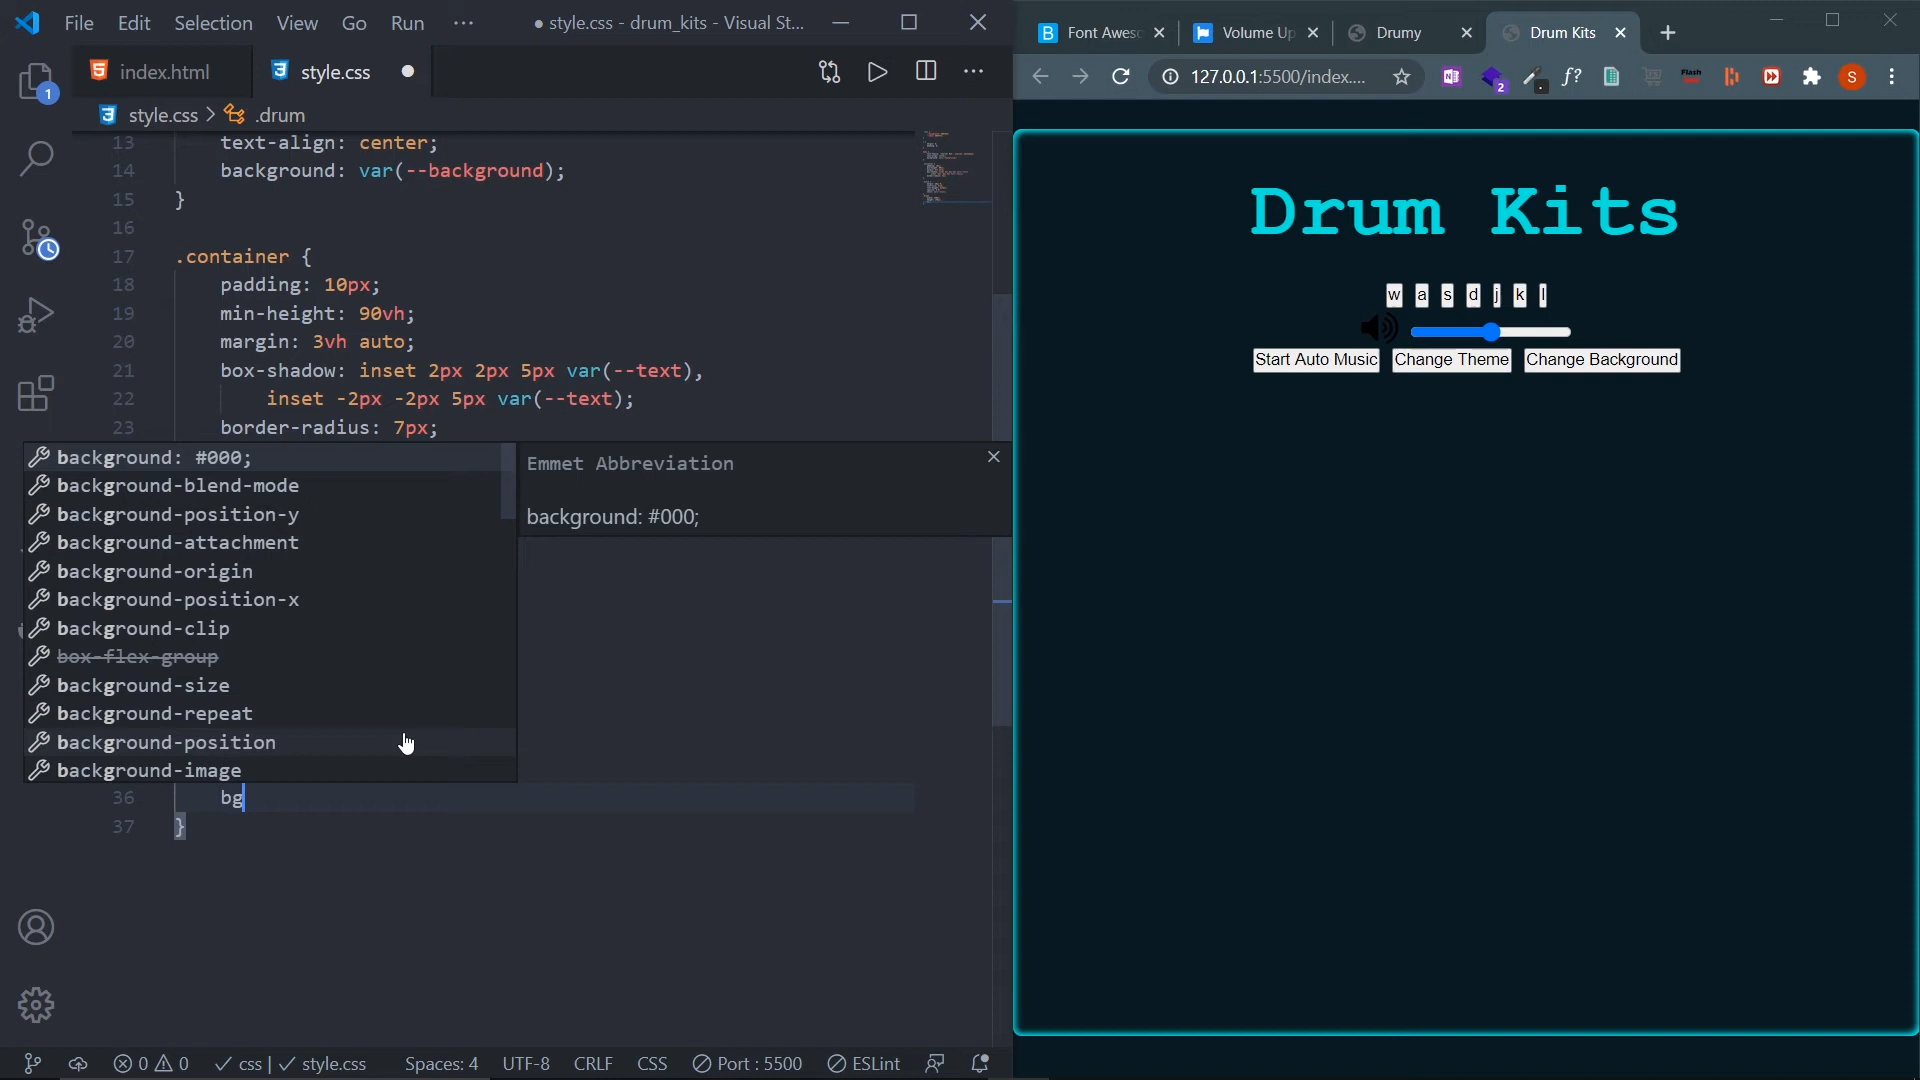 File Edit Selection View Go Run ··· ● style.css - drum_kits - Visual St...
index.html style.css ●
style.css > .drum
13 text-align: center;
14 background: var(--background);
15 }
16
17 .container {
18 padding: 10px;
19 min-height: 90vh;
20 margin: 3vh auto;
21 box-shadow: inset 2px 2px 5px var(--text),
22 inset -2px -2px 5px var(--text);
23 border-radius: 7px;
background: #000;
background-blend-mode
background-position-y
background-attachment
background-origin
background-position-x
background-clip
box-flex-group
background-size
background-repeat
background-position
background-image
Emmet Abbreviation
background: #000;
36 bg
37 }
1
0 0 css | style.css Spaces: 4 UTF-8 CRLF CSS Port : 5500 ESLint
Font Awes Volume Up Drumy Drum Kits
127.0.0.1:5500/index.... 2 f? Flash S
Drum Kits
w a s d j k l
Start Auto Music Change Theme Change Background